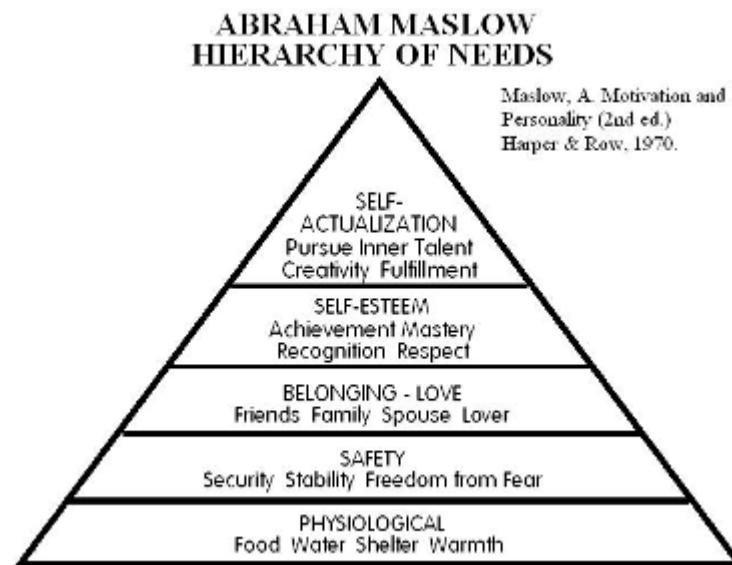 ABRAHAM MASLOW
HIERARCHY OF NEEDS
Maslow, A. Motivation and
Personality (2nd ed.)
Harper & Row, 1970.
SELF-
ACTUALIZATION
Pursue Inner Talent
Creativity Fulfillment
SELF-ESTEEM
Achievement Mastery
Recognition Respect
BELONGING - LOVE
Friends Family Spouse Lover
SAFETY
Security Stability Freedom from Fear
PHYSIOLOGICAL
Food Water Shelter Warmth